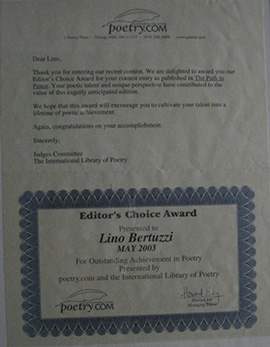 poetry.COM
Dear Lino,
Thank you for entering our recent contest. We are delighted to award you our
Editor's Choice Award for your contest entry as published in The Path to
Peace. Your poetic talent and unique perspective have contributed to the
value of this eagerly anticipated edition.
We hope that this award will encourage you to cultivate your talent into a
lifetime of poetic achievement.
Again, congratulations on your accomplishment.
Sincerely,
Judges Committee
The International Library of Poetry
Editor's Choice Award
Presented to
Lino Bertuzzi
MAY 2003
For Outstanding Achievement in Poetry
Presented by
poetry.com and the International Library of Poetry
poetry.COM
Howard Ely
Managing Editor